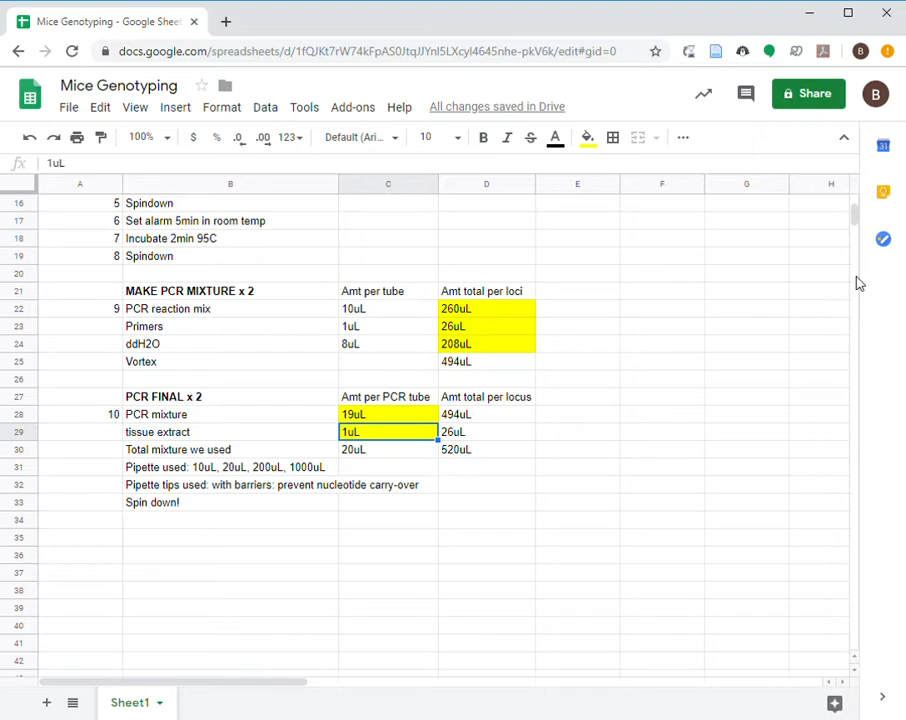 Mice Genotyping - Google Sheet
docs.google.com/spreadsheets/d/1fQJKt7rW74kFpAS0JtqJJYnI5LXcyl4645nhe-pkV6k/edit#gid=0
B
Mice Genotyping
File Edit View Insert Format Data Tools Add-ons Help All changes saved in Drive
Share
B
100% $ % .0 .00 123 Default (Ari... 10 B I S A
fx 1uL
A B C D E F G H
16 5 Spindown
17 6 Set alarm 5min in room temp
18 7 Incubate 2min 95C
19 8 Spindown
20
21 MAKE PCR MIXTURE x 2 Amt per tube Amt total per loci
22 9 PCR reaction mix 10uL 260uL
23 Primers 1uL 26uL
24 ddH2O 8uL 208uL
25 Vortex 494uL
26
27 PCR FINAL x 2 Amt per PCR tube Amt total per locus
28 10 PCR mixture 19uL 494uL
29 tissue extract 1uL 26uL
30 Total mixture we used 20uL 520uL
31 Pipette used: 10uL, 20uL, 200uL, 1000uL
32 Pipette tips used: with barriers: prevent nucleotide carry-over
33 Spin down!
34
35
36
37
38
39
40
41
42
Sheet1